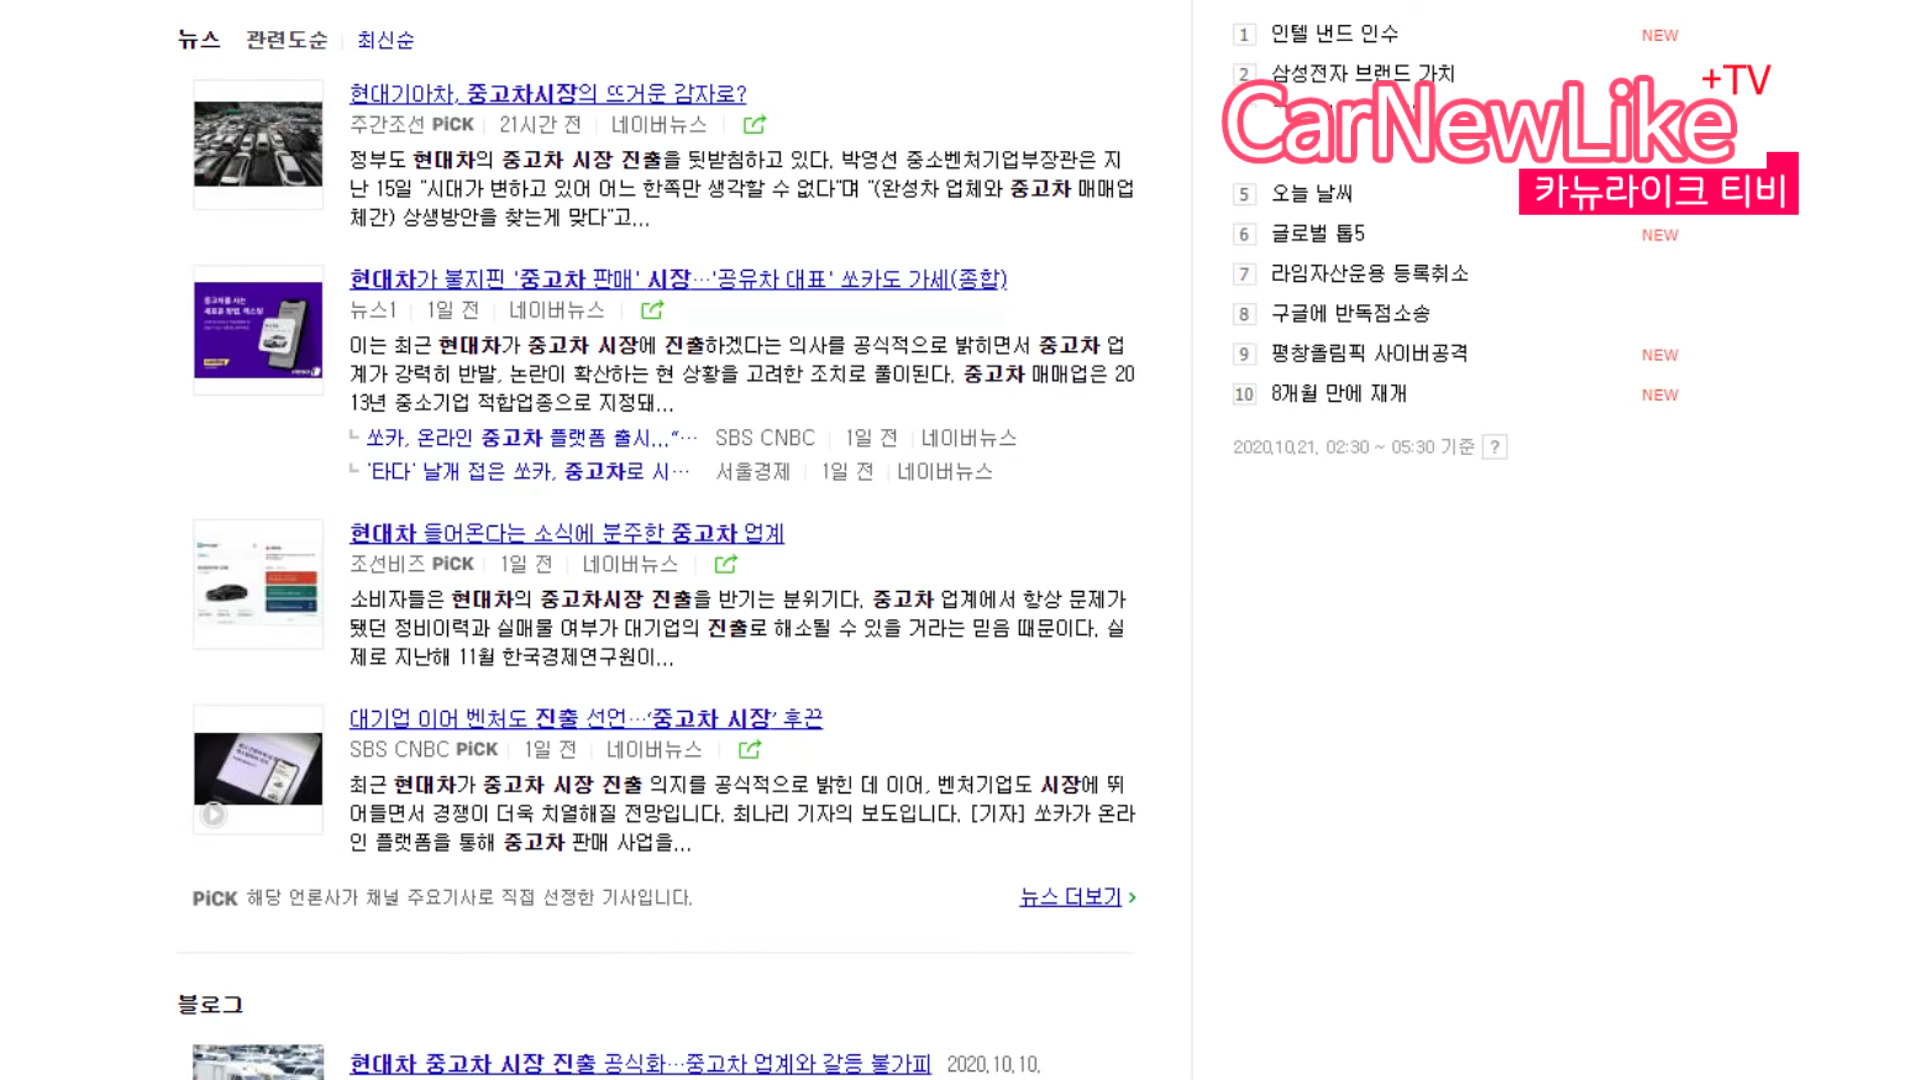 뉴스 관련도순 최신순
현대기아차, 중고차시장의 뜨거운 감자로?
주간조선 PiCK 21시간 전 네이버뉴스
정부도 현대차의 중고차 시장 진출을 뒷받침하고 있다. 박영선 중소벤처기업부장관은 지
난 15일 "시대가 변하고 있어 어느 한쪽만 생각할 수 없다"며 "(완성차 업체와 중고차 매매업
체간) 상생방안을 찾는게 맞다"고...
현대차가 불지핀 '중고차 판매' 시장…'공유차 대표' 쏘카도 가세(종합)
뉴스1 1일 전 네이버뉴스
이는 최근 현대차가 중고차 시장에 진출하겠다는 의사를 공식적으로 밝히면서 중고차 업
계가 강력히 반발, 논란이 확산하는 현 상황을 고려한 조치로 풀이된다. 중고차 매매업은 20
13년 중소기업 적합업종으로 지정돼...
쏘카, 온라인 중고차 플랫폼 출시..."… SBS CNBC 1일 전 네이버뉴스
'타다' 날개 접은 쏘카, 중고차로 시… 서울경제 1일 전 네이버뉴스
현대차 들어온다는 소식에 분주한 중고차 업계
조선비즈 PiCK 1일 전 네이버뉴스
소비자들은 현대차의 중고차시장 진출을 반기는 분위기다. 중고차 업계에서 항상 문제가
됐던 정비이력과 실매물 여부가 대기업의 진출로 해소될 수 있을 거라는 믿음 때문이다. 실
제로 지난해 11월 한국경제연구원이...
대기업 이어 벤처도 진출 선언…'중고차 시장' 후끈
SBS CNBC PiCK 1일 전 네이버뉴스
최근 현대차가 중고차 시장 진출 의지를 공식적으로 밝힌 데 이어, 벤처기업도 시장에 뛰
어들면서 경쟁이 더욱 치열해질 전망입니다. 최나리 기자의 보도입니다. [기자] 쏘카가 온라
인 플랫폼을 통해 중고차 판매 사업을...
PiCK 해당 언론사가 채널 주요기사로 직접 선정한 기사입니다.
뉴스 더보기
블로그
현대차 중고차 시장 진출 공식화…중고차 업계와 갈등 불가피 2020.10.10.
1 인텔 낸드 인수 NEW
2 삼성전자 브랜드 가치
CarNewLike +TV
카뉴라이크 티비
5 오늘 날씨
6 글로벌 톱5 NEW
7 라임자산운용 등록취소
8 구글에 반독점소송
9 평창올림픽 사이버공격 NEW
10 8개월 만에 재개 NEW
2020.10.21. 02:30 ~ 05:30 기준 ?